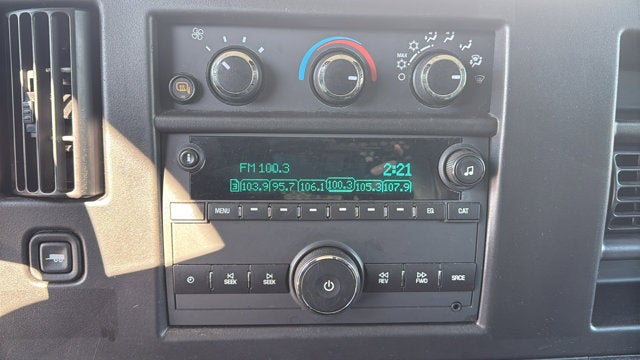 MAX
FM 100.3 2:21
3 103.9 95.7 106.1 100.3 105.3 107.9
MENU EQ CAT
SEEK SEEK REV FWD SRCE